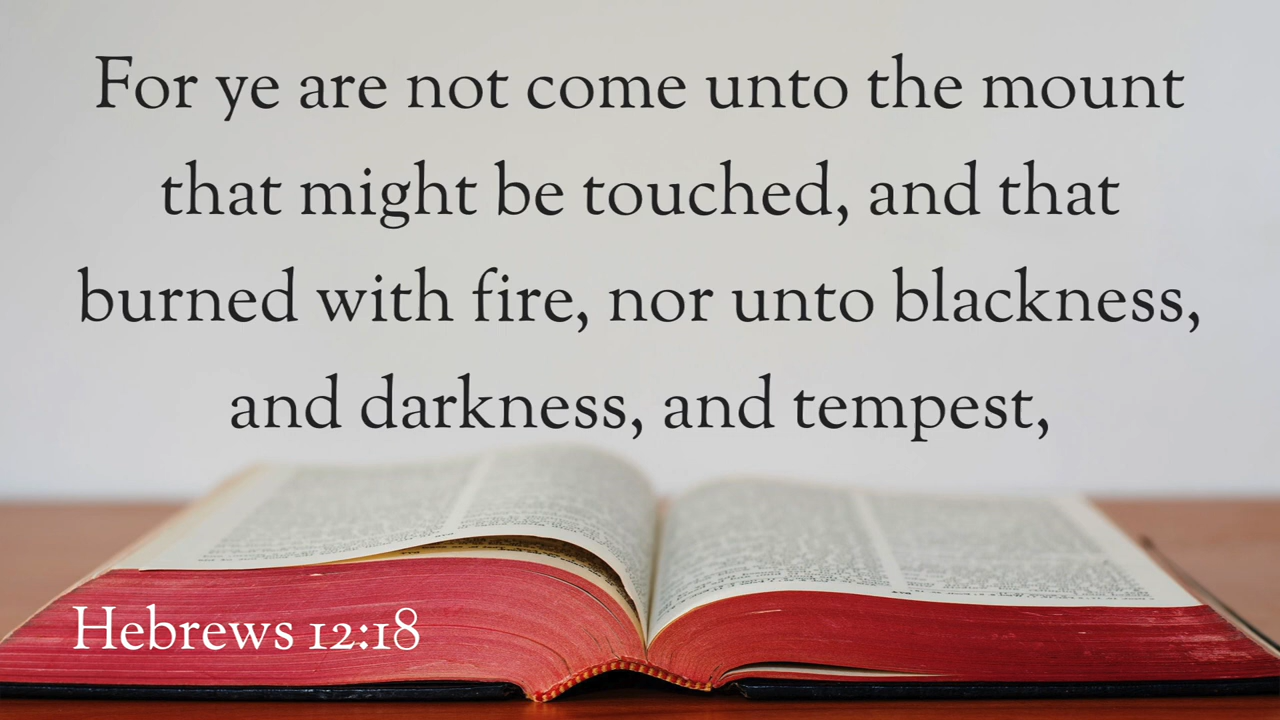 For ye are not come unto the mount
that might be touched, and that
burned with fire, nor unto blackness,
and darkness, and tempest,
Hebrews 12:18